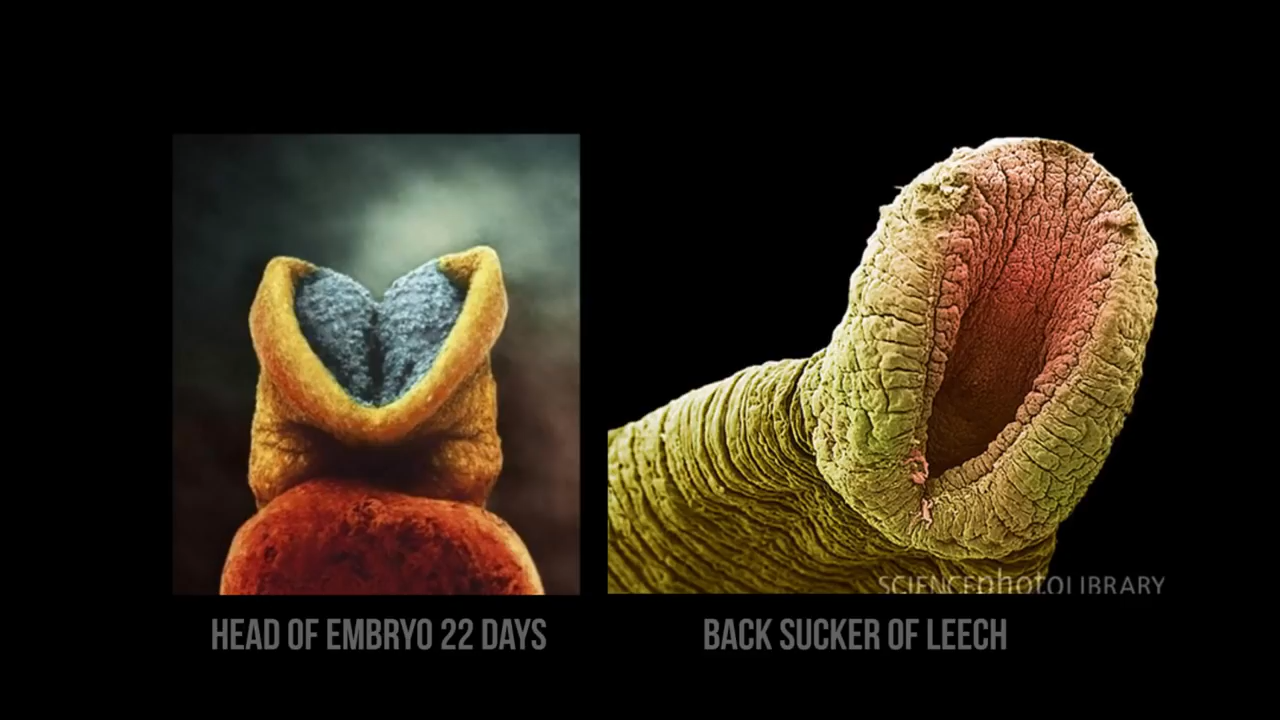 SCIENCEphotoLIBRARY
HEAD OF EMBRYO 22 DAYS
BACK SUCKER OF LEECH